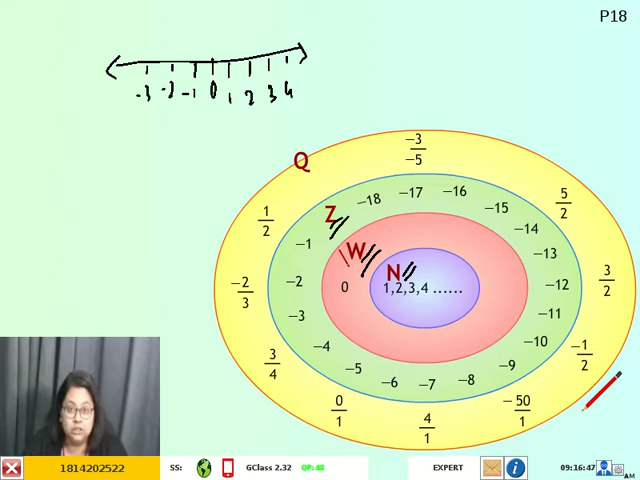 P18
-3 -2 -1 0 1 2 3 4
Q
−3/−5
Z
−18 −17 −16 −15 −14 −13 −12 −11 −10 −9 −8 −7 −6 −5 −4 −3 −2 −1
1/2
5/2
W
N
0
1,2,3,4 ......
−2/3
3/2
3/4
−1/2
0/1
4/1
−50/1
1814202522
SS:
GClass 2.32
QP:48
EXPERT
09:16:47
AM